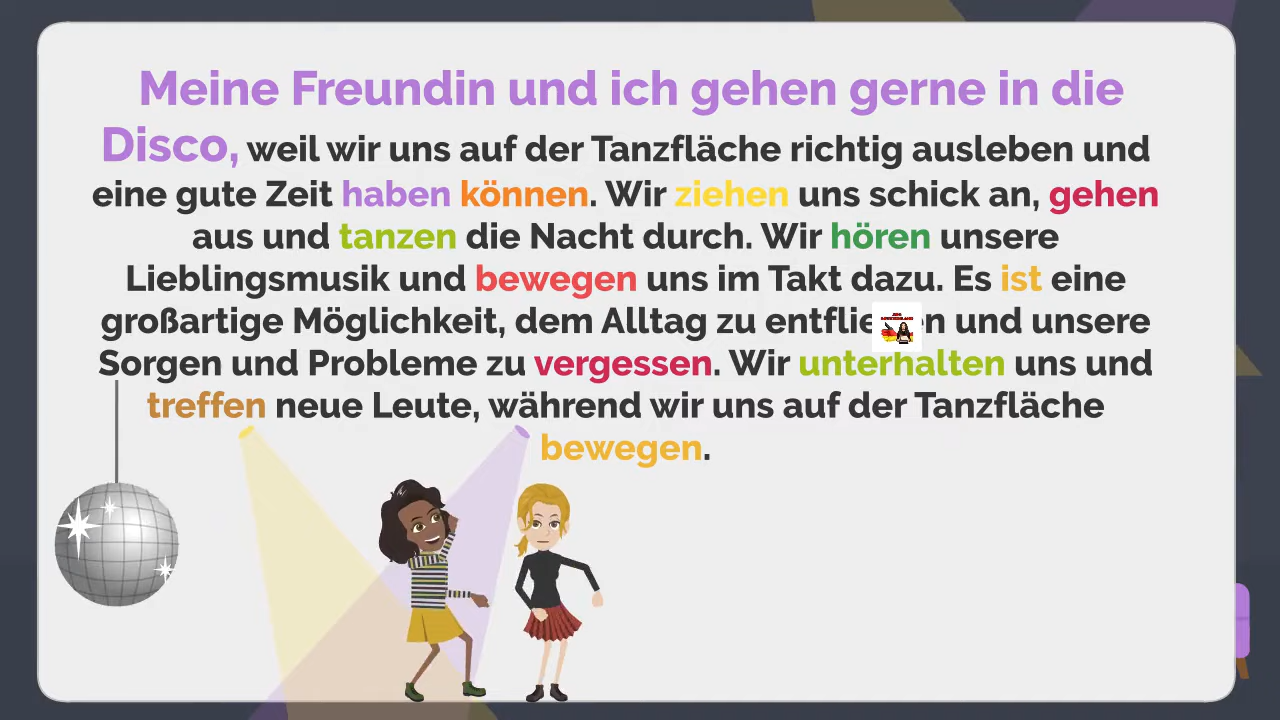 Meine Freundin und ich gehen gerne in die
Disco, weil wir uns auf der Tanzfläche richtig ausleben und
eine gute Zeit haben können. Wir ziehen uns schick an, gehen
aus und tanzen die Nacht durch. Wir hören unsere
Lieblingsmusik und bewegen uns im Takt dazu. Es ist eine
großartige Möglichkeit, dem Alltag zu und unsere
Sorgen und Probleme zu vergessen. Wir unterhalten uns und
treffen neue Leute, während wir uns auf der Tanzfläche
bewegen.